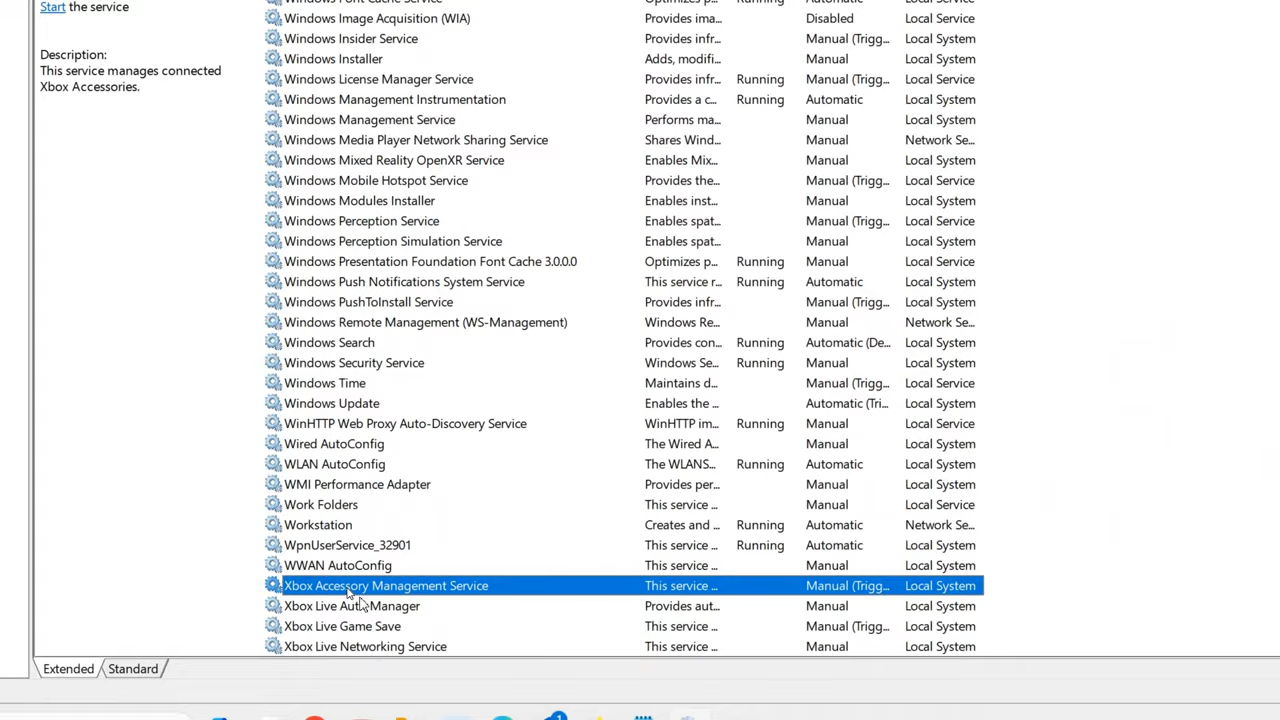 Start the service
Description:
This service manages connected
Xbox Accessories.
Windows Font Cache Service Optimizes p... Running Automatic Local Service
Windows Image Acquisition (WIA) Provides ima... Disabled Local Service
Windows Insider Service Provides infr... Manual (Trigg... Local System
Windows Installer Adds, modifi... Manual Local System
Windows License Manager Service Provides infr... Running Manual (Trigg... Local Service
Windows Management Instrumentation Provides a c... Running Automatic Local System
Windows Management Service Performs ma... Manual Local System
Windows Media Player Network Sharing Service Shares Wind... Manual Network Se...
Windows Mixed Reality OpenXR Service Enables Mix... Manual Local System
Windows Mobile Hotspot Service Provides the... Manual (Trigg... Local Service
Windows Modules Installer Enables inst... Manual Local System
Windows Perception Service Enables spat... Manual (Trigg... Local Service
Windows Perception Simulation Service Enables spat... Manual Local System
Windows Presentation Foundation Font Cache 3.0.0.0 Optimizes p... Running Manual Local Service
Windows Push Notifications System Service This service r... Running Automatic Local System
Windows PushToInstall Service Provides infr... Manual (Trigg... Local System
Windows Remote Management (WS-Management) Windows Re... Manual Network Se...
Windows Search Provides con... Running Automatic (De... Local System
Windows Security Service Windows Se... Running Manual Local System
Windows Time Maintains d... Manual (Trigg... Local Service
Windows Update Enables the ... Automatic (Tri... Local System
WinHTTP Web Proxy Auto-Discovery Service WinHTTP im... Running Manual Local Service
Wired AutoConfig The Wired A... Manual Local System
WLAN AutoConfig The WLANS... Running Automatic Local System
WMI Performance Adapter Provides per... Manual Local System
Work Folders This service ... Manual Local Service
Workstation Creates and ... Running Automatic Network Se...
WpnUserService_32901 This service ... Running Automatic Local System
WWAN AutoConfig This service ... Manual Local System
Xbox Accessory Management Service This service ... Manual (Trigg... Local System
Xbox Live Auth Manager Provides aut... Manual Local System
Xbox Live Game Save This service ... Manual (Trigg... Local System
Xbox Live Networking Service This service ... Manual Local System
Extended Standard
1